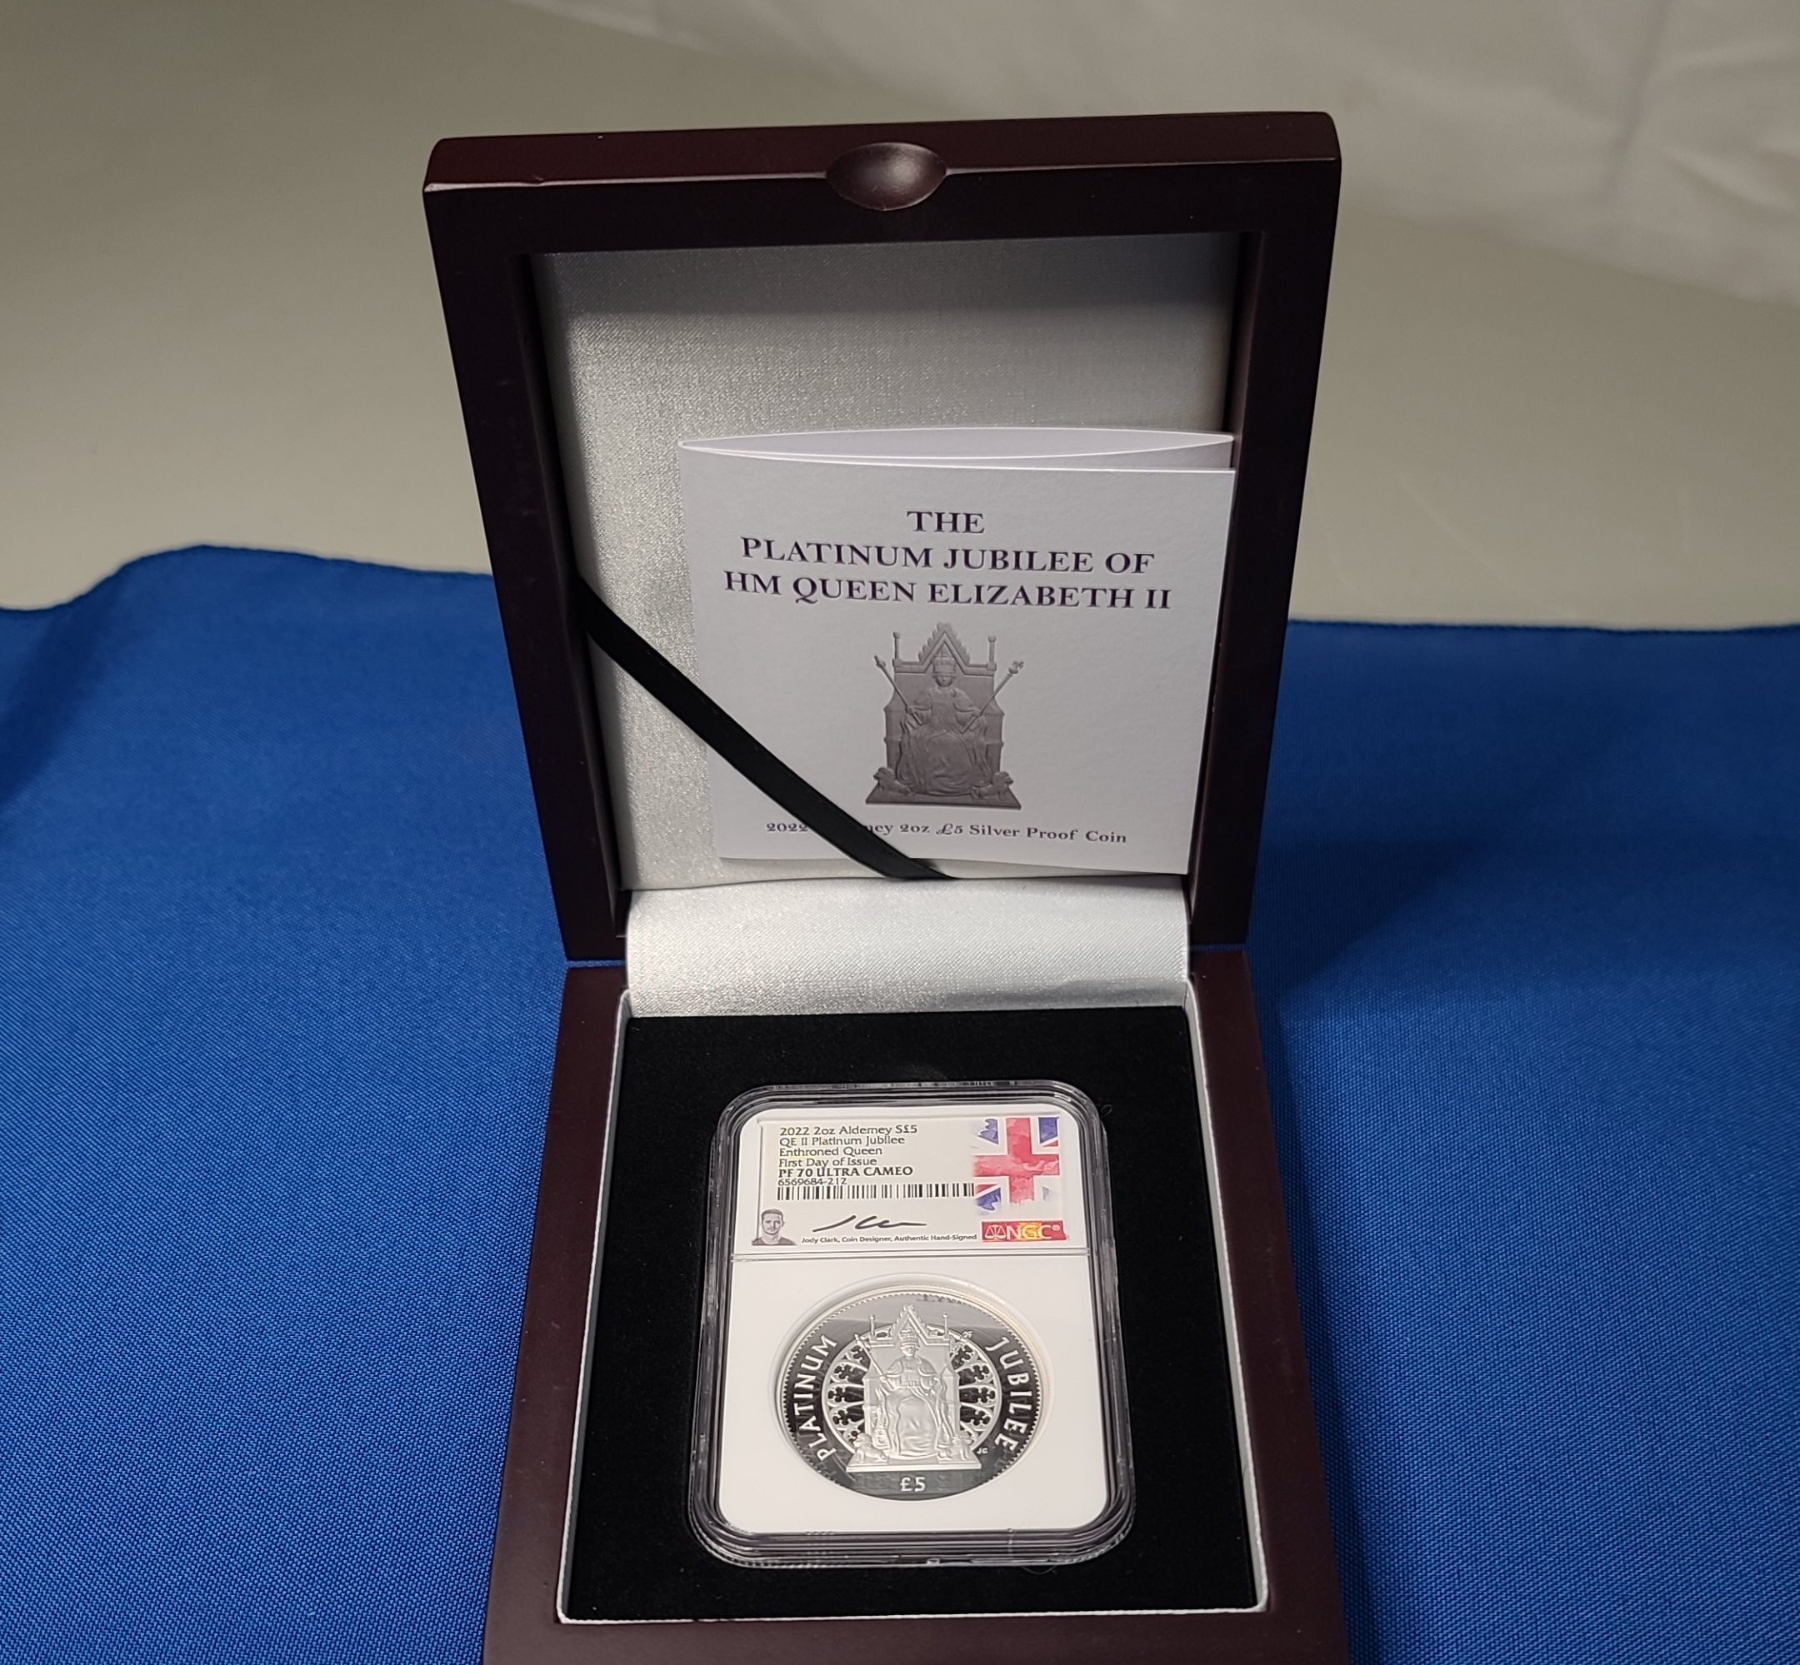 THE
PLATINUM JUBILEE OF
HM QUEEN ELIZABETH II
2022 ney 2oz £5 Silver Proof Coin
2022 2oz Alderney S£5
QE II Platinum Jubilee
Enthroned Queen
First Day of Issue
PF 70 ULTRA CAMEO
6569684-212
Jody Clark, Coin Designer, Authentic Hand-Signed
NGC®
PLATINUM JUBILEE
JC
£5